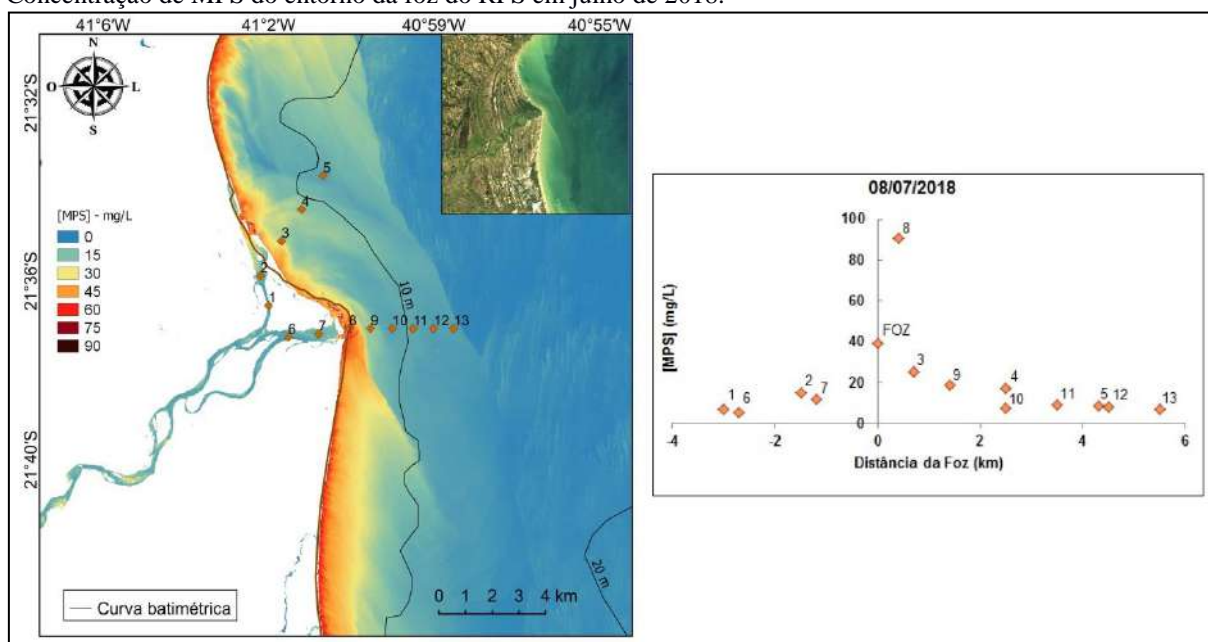 Concentração de MPS do entorno da foz do RPS em julho de 2018.
41°6'W 41°2'W 40°59'W 40°55'W
21°32'S
21°36'S
21°40'S
N
O L
S
[MPS] - mg/L
0
15
30
45
60
75
90
5
4
3
2
1
6 7 8 9 10 11 12 13
10 m
20 m
Curva batimétrica
0 1 2 3 4 km
08/07/2018
[MPS] (mg/L)
100
80
60
40
20
0
8
FOZ
3
9
4
10
11
5 12
13
1 6
2 7
-4 -2 0 2 4 6
Distância da Foz (km)